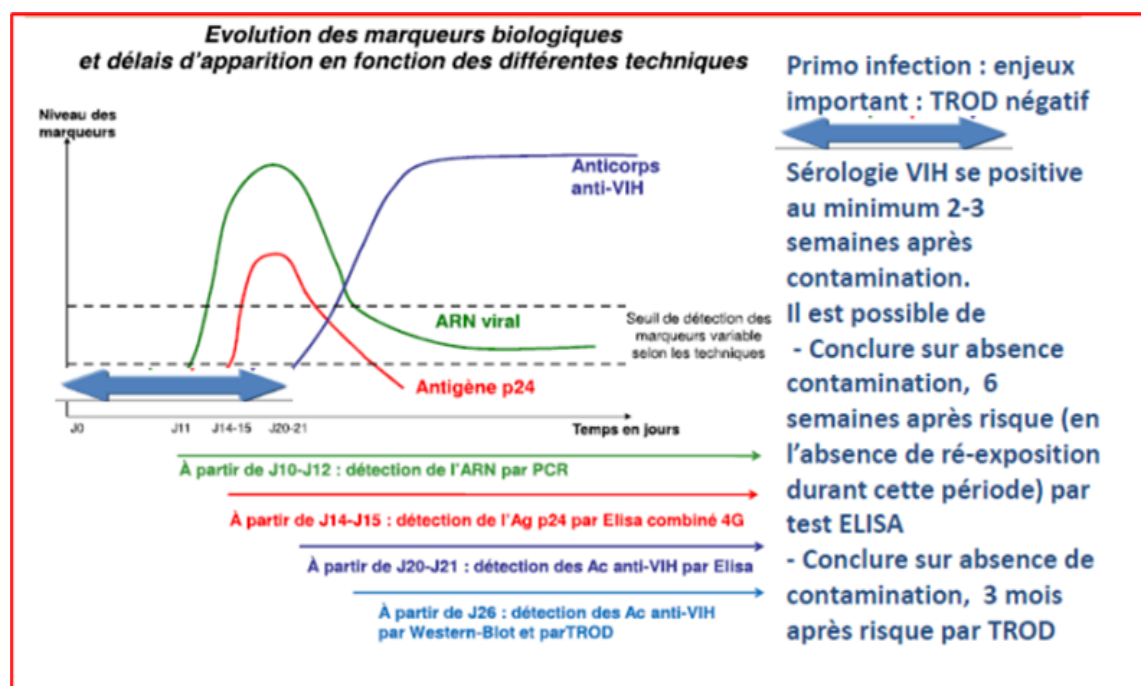 Evolution des marqueurs biologiques
et délais d'apparition en fonction des différentes techniques
Niveau des
marqueurs
Anticorps
anti-VIH
ARN viral
Seuil de détection des
marqueurs variable
selon les techniques
Antigène p24
J0
J11
J14-15
J20-21
Temps en jours
À partir de J10-J12 : détection de l'ARN par PCR
À partir de J14-J15 : détection de l'Ag p24 par Elisa combiné 4G
À partir de J20-J21 : détection des Ac anti-VIH par Elisa
À partir de J26 : détection des Ac anti-VIH
par Western-Blot et parTROD
Primo infection : enjeux
important : TROD négatif
Sérologie VIH se positive
au minimum 2-3
semaines après
contamination.
Il est possible de
- Conclure sur absence
contamination, 6
semaines après risque (en
l'absence de ré-exposition
durant cette période) par
test ELISA
- Conclure sur absence de
contamination, 3 mois
après risque par TROD